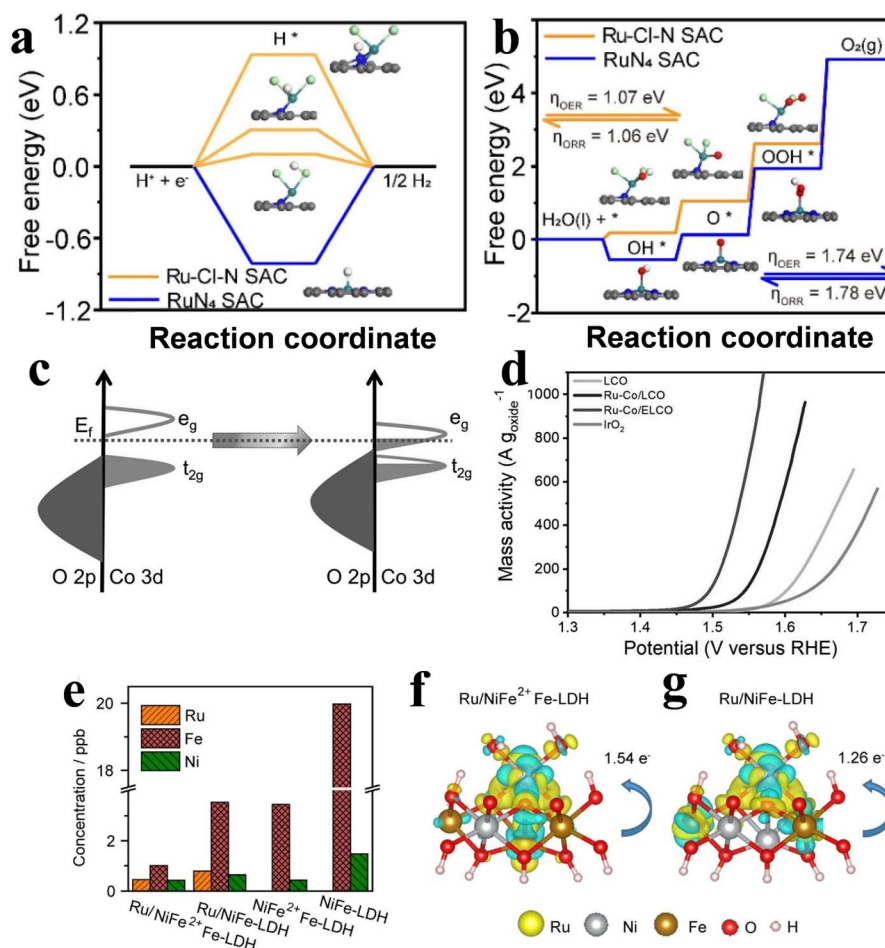 a
1.2
0.6
0.0
-0.6
-1.2
Free energy (eV)
H *
H⁺ + e⁻
1/2 H₂
Ru-Cl-N SAC
RuN₄ SAC
Reaction coordinate
b
4
2
0
-2
Free energy (eV)
Ru-Cl-N SAC
RuN₄ SAC
O₂(g)
ηOER = 1.07 eV
ηORR = 1.06 eV
OOH *
H₂O(l) + *
O *
OH *
ηOER = 1.74 eV
ηORR = 1.78 eV
Reaction coordinate
c
Ef
eg
t2g
O 2p
Co 3d
eg
t2g
O 2p
Co 3d
d
LCO
Ru-Co/LCO
Ru-Co/ELCO
IrO₂
1000
800
600
400
200
0
Mass activity (A goxide⁻¹)
1.3 1.4 1.5 1.6 1.7
Potential (V versus RHE)
e
Ru
Fe
Ni
20
18
2
0
Concentration / ppb
Ru/NiFe²⁺Fe-LDH
Ru/NiFe-LDH
NiFe²⁺Fe-LDH
NiFe-LDH
f
Ru/NiFe²⁺Fe-LDH
1.54 e⁻
g
Ru/NiFe-LDH
1.26 e⁻
Ru Ni Fe O H